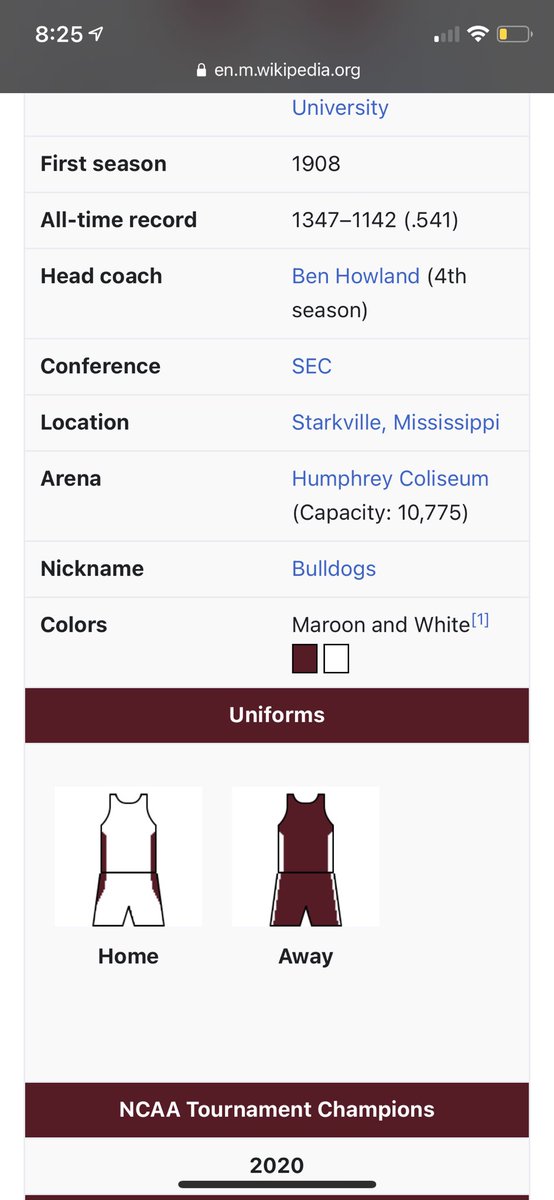 8:25
en.m.wikipedia.org
University
First season 1908
All-time record 1347–1142 (.541)
Head coach Ben Howland (4th
season)
Conference SEC
Location Starkville, Mississippi
Arena Humphrey Coliseum
(Capacity: 10,775)
Nickname Bulldogs
Colors Maroon and White[1]
Uniforms
Home Away
NCAA Tournament Champions
2020